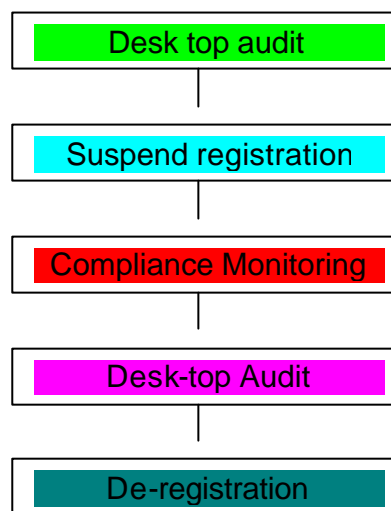 Desk top audit
Suspend registration
Compliance Monitoring
Desk-top Audit
De-registration